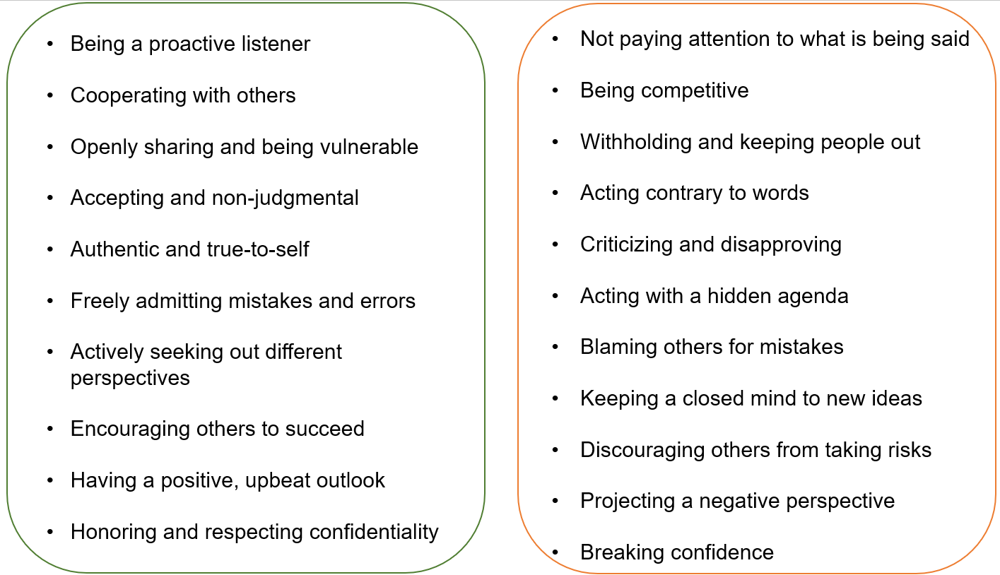 • Being a proactive listener
• Cooperating with others
• Openly sharing and being vulnerable
• Accepting and non-judgmental
• Authentic and true-to-self
• Freely admitting mistakes and errors
• Actively seeking out different
perspectives
• Encouraging others to succeed
• Having a positive, upbeat outlook
• Honoring and respecting confidentiality
• Not paying attention to what is being said
• Being competitive
• Withholding and keeping people out
• Acting contrary to words
• Criticizing and disapproving
• Acting with a hidden agenda
• Blaming others for mistakes
• Keeping a closed mind to new ideas
• Discouraging others from taking risks
• Projecting a negative perspective
• Breaking confidence